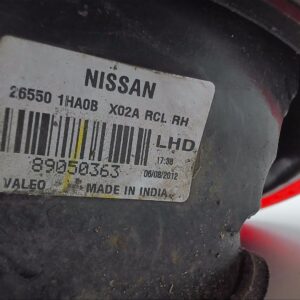 NISSAN
26550 1HA0B X02A RCL RH
LHD
17:38
89050363 06/08/2012
VALEO MADE IN INDIA